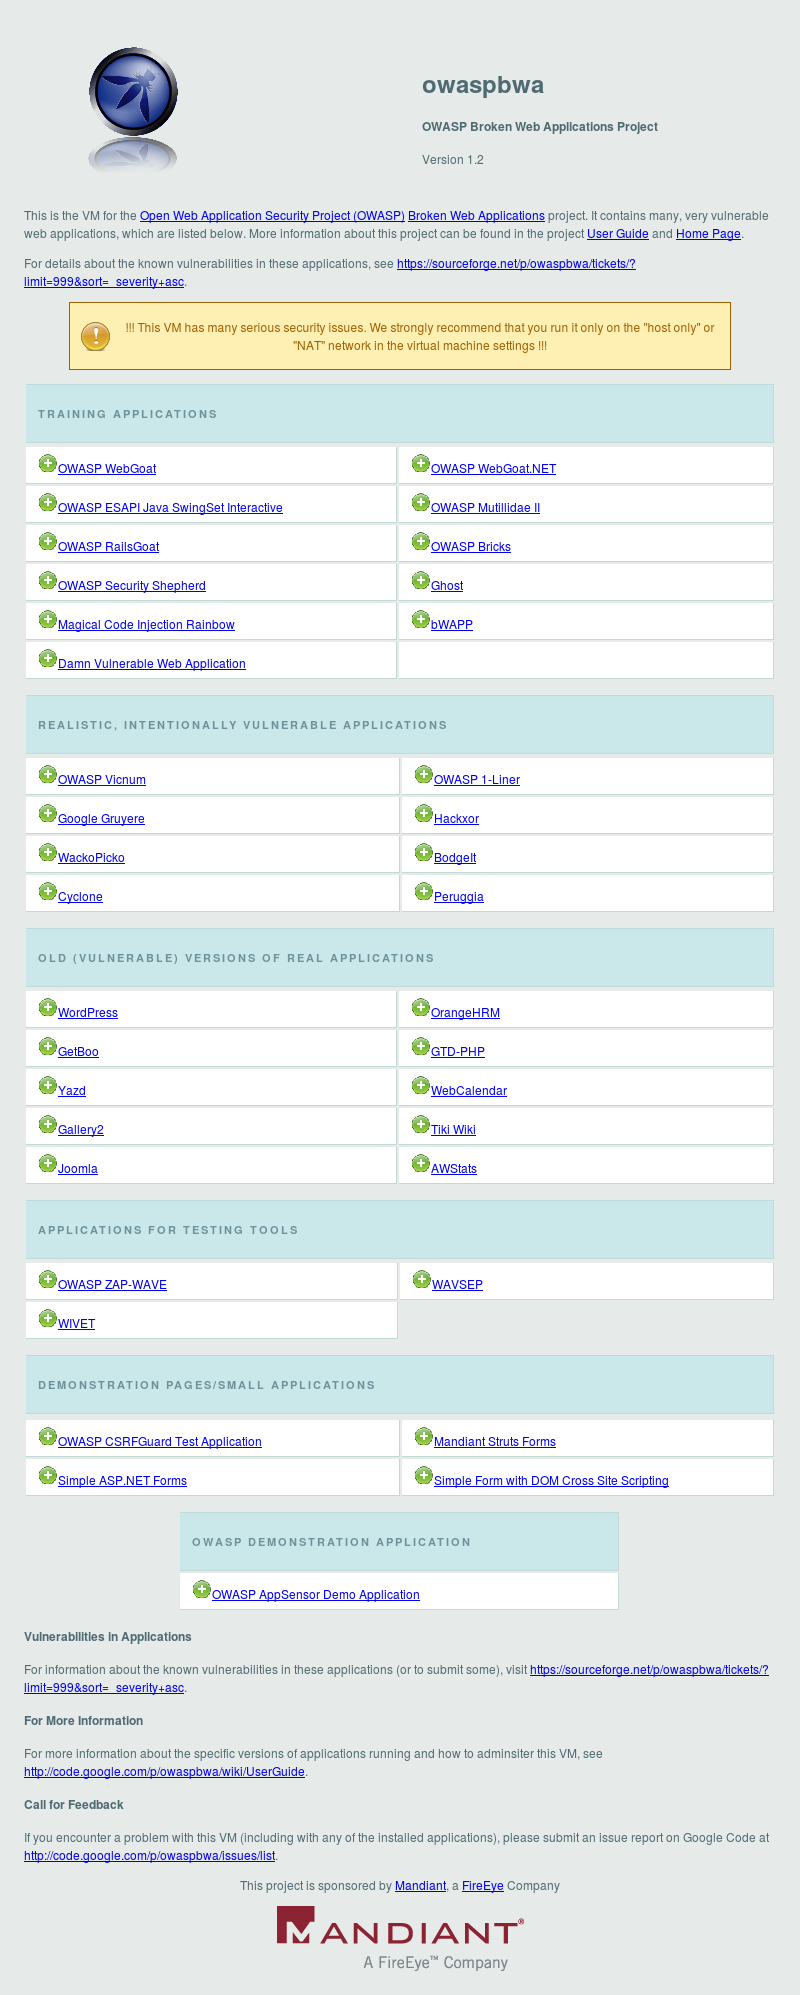 owaspbwa
OWASP Broken Web Applications Project
Version 1.2
This is the VM for the Open Web Application Security Project (OWASP) Broken Web Applications project. It contains many, very vulnerable
web applications, which are listed below. More information about this project can be found in the project User Guide and Home Page.
For details about the known vulnerabilities in these applications, see https://sourceforge.net/p/owaspbwa/tickets/?
limit=999&sort=_severity+asc.
!!! This VM has many serious security issues. We strongly recommend that you run it only on the "host only" or
"NAT" network in the virtual machine settings !!!
TRAINING APPLICATIONS
OWASP WebGoat
OWASP WebGoat.NET
OWASP ESAPI Java SwingSet Interactive
OWASP Mutillidae II
OWASP RailsGoat
OWASP Bricks
OWASP Security Shepherd
Ghost
Magical Code Injection Rainbow
bWAPP
Damn Vulnerable Web Application
REALISTIC, INTENTIONALLY VULNERABLE APPLICATIONS
OWASP Vicnum
OWASP 1-Liner
Google Gruyere
Hackxor
WackoPicko
BodgeIt
Cyclone
Peruggia
OLD (VULNERABLE) VERSIONS OF REAL APPLICATIONS
WordPress
OrangeHRM
GetBoo
GTD-PHP
Yazd
WebCalendar
Gallery2
Tiki Wiki
Joomla
AWStats
APPLICATIONS FOR TESTING TOOLS
OWASP ZAP-WAVE
WAVSEP
WIVET
DEMONSTRATION PAGES/SMALL APPLICATIONS
OWASP CSRFGuard Test Application
Mandiant Struts Forms
Simple ASP.NET Forms
Simple Form with DOM Cross Site Scripting
OWASP DEMONSTRATION APPLICATION
OWASP AppSensor Demo Application
Vulnerabilities in Applications
For information about the known vulnerabilities in these applications (or to submit some), visit https://sourceforge.net/p/owaspbwa/tickets/?
limit=999&sort=_severity+asc.
For More Information
For more information about the specific versions of applications running and how to adminsiter this VM, see
http://code.google.com/p/owaspbwa/wiki/UserGuide.
Call for Feedback
If you encounter a problem with this VM (including with any of the installed applications), please submit an issue report on Google Code at
http://code.google.com/p/owaspbwa/issues/list.
This project is sponsored by Mandiant, a FireEye Company
MANDIANT®
A FireEye™ Company